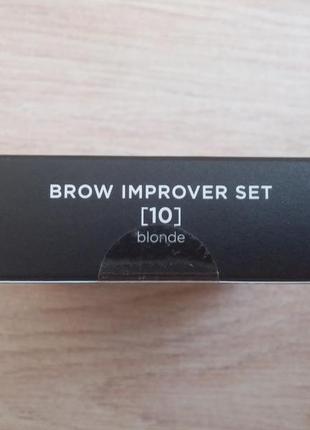 BROW IMPROVER SET
[10]
blonde